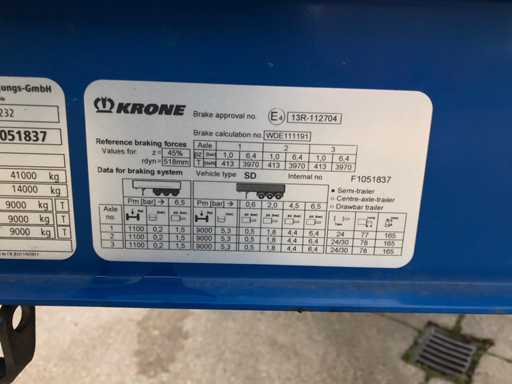 ungs-GmbH
232
1051837
41000 kg
14000 kg
9000 kg T
9000 kg T
9000 kg T
KRONE
Brake approval no. E4 13R-112704
Brake calculation no. WDE111191
Reference braking forces
Values for: z = 45%
rdyn = 518mm
Axle 1 2 3
pz 1,0 6,4 1,0 6,4 1,0 6,4
T 413 3970 413 3970 413 3970
Data for braking system
Vehicle type SD
Internal no F1051837
Semi-trailer
Centre-axle-trailer
Drawbar trailer
Pm [bar] → 6,5
Pm [bar] → 0,6 2,0 4,5 6,5
Axle no.
1 1100 0,2 1,5 9000 5,3 0,5 1,8 4,4 6,4 24 77 165
2 1100 0,2 1,5 9000 5,3 0,5 1,8 4,4 6,4 24/30 78 165
3 1100 0,2 1,5 9000 5,3 0,5 1,8 4,4 6,4 24/30 78 165